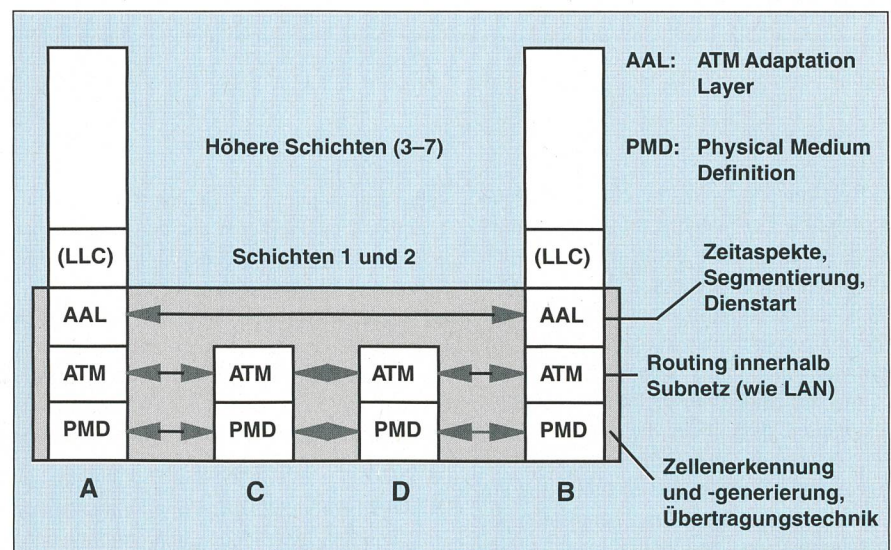 AAL: ATM Adaptation
Layer
PMD: Physical Medium
Definition
Höhere Schichten (3–7)
(LLC)
Schichten 1 und 2
(LLC)
Zeitaspekte,
Segmentierung,
Dienstart
AAL
AAL
ATM
ATM
ATM
ATM
Routing innerhalb
Subnetz (wie LAN)
PMD
PMD
PMD
PMD
Zellenerkennung
und -generierung,
Übertragungstechnik
A
C
D
B